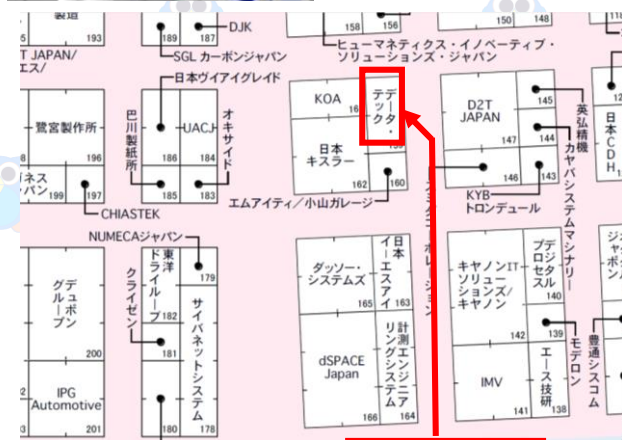 製造
193
189
187
DJK
SGL カーボンジャパン
T JAPAN/
エス/
日本ヴイアイグレイド
158
156
150
148
ヒューマネティクス・イノベーティブ・
ソリューションズ・ジャパン
鷺宮製作所
196
巴川製紙所
186
UACJ
184
オキサイド
185
183
199
197
CHIASTEK
KOA
データ・
テック
日本
キスラー
162
160
エムアイティ/小山ガレージ
D2T
JAPAN
147
145
144
146
143
英弘精機
カヤバシステムマシナリー
KYB
トロンデュール
日本CDH
NUMECAジャパン
デュポン
グループ
200
IPG
Automotive
201
クライゼン
東洋
ドライルーブ
182
181
180
179
サイバネットシステム
178
ダッソー・
システムズ
165
日本
イーエスアイ
163
dSPACE
Japan
166
計測エンジニア
リングシステム
164
キヤノンIT
ソリュー
ションズ/
キヤノン
142
デジタル
プロセス
140
139
モデロン
IMV
141
エース技研
138
豊通シスコム